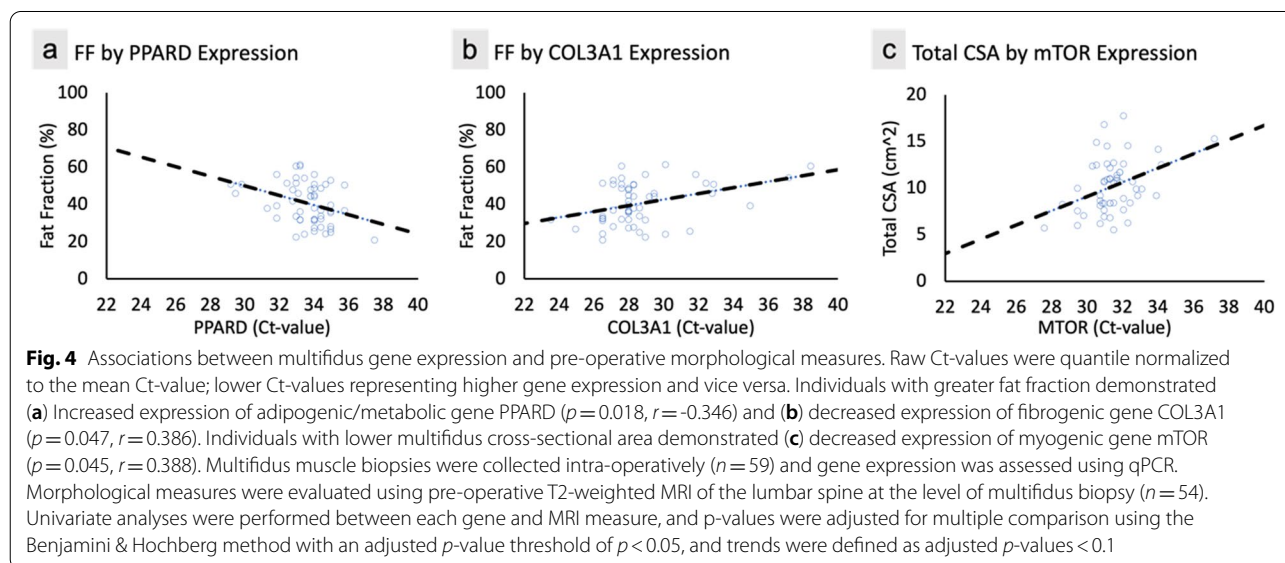 a FF by PPARD Expression
b FF by COL3A1 Expression
c Total CSA by mTOR Expression
Fat Fraction (%)
100
80
60
40
20
0
22 24 26 28 30 32 34 36 38 40
PPARD (Ct-value)
Fat Fraction (%)
100
80
60
40
20
0
22 24 26 28 30 32 34 36 38 40
COL3A1 (Ct-value)
Total CSA (cm^2)
20
15
10
5
0
22 24 26 28 30 32 34 36 38 40
MTOR (Ct-value)
Fig. 4 Associations between multifidus gene expression and pre-operative morphological measures. Raw Ct-values were quantile normalized
to the mean Ct-value; lower Ct-values representing higher gene expression and vice versa. Individuals with greater fat fraction demonstrated
(a) Increased expression of adipogenic/metabolic gene PPARD (p = 0.018, r = -0.346) and (b) decreased expression of fibrogenic gene COL3A1
(p = 0.047, r = 0.386). Individuals with lower multifidus cross-sectional area demonstrated (c) decreased expression of myogenic gene mTOR
(p = 0.045, r = 0.388). Multifidus muscle biopsies were collected intra-operatively (n = 59) and gene expression was assessed using qPCR.
Morphological measures were evaluated using pre-operative T2-weighted MRI of the lumbar spine at the level of multifidus biopsy (n = 54).
Univariate analyses were performed between each gene and MRI measure, and p-values were adjusted for multiple comparison using the
Benjamini & Hochberg method with an adjusted p-value threshold of p < 0.05, and trends were defined as adjusted p-values < 0.1